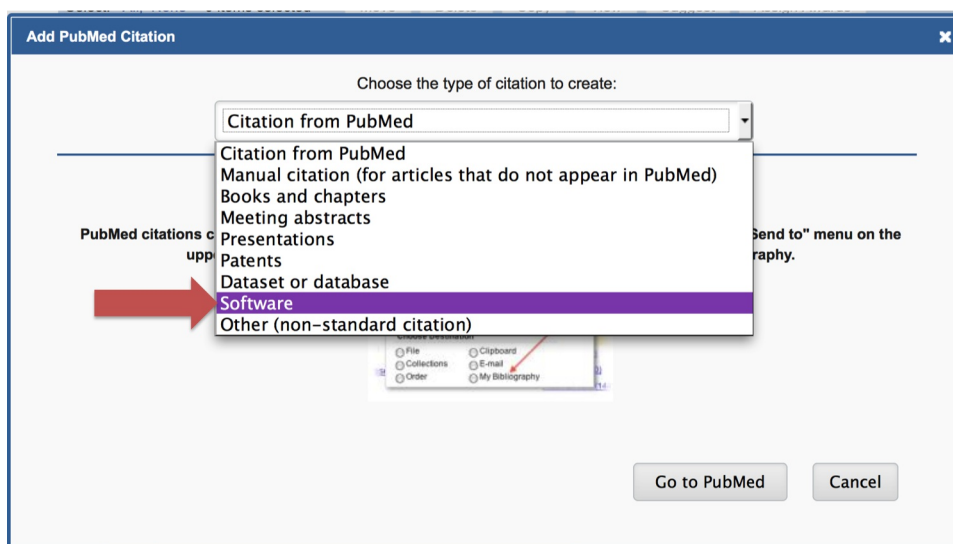 Add PubMed Citation
Choose the type of citation to create:
Citation from PubMed
Citation from PubMed
Manual citation (for articles that do not appear in PubMed)
Books and chapters
Meeting abstracts
Presentations
Patents
Dataset or database
Software
Other (non-standard citation)
PubMed citations
Send to" menu on the
Choose Destination
File
Clipboard
Collections
E-mail
Order
My Bibliography
Go to PubMed
Cancel